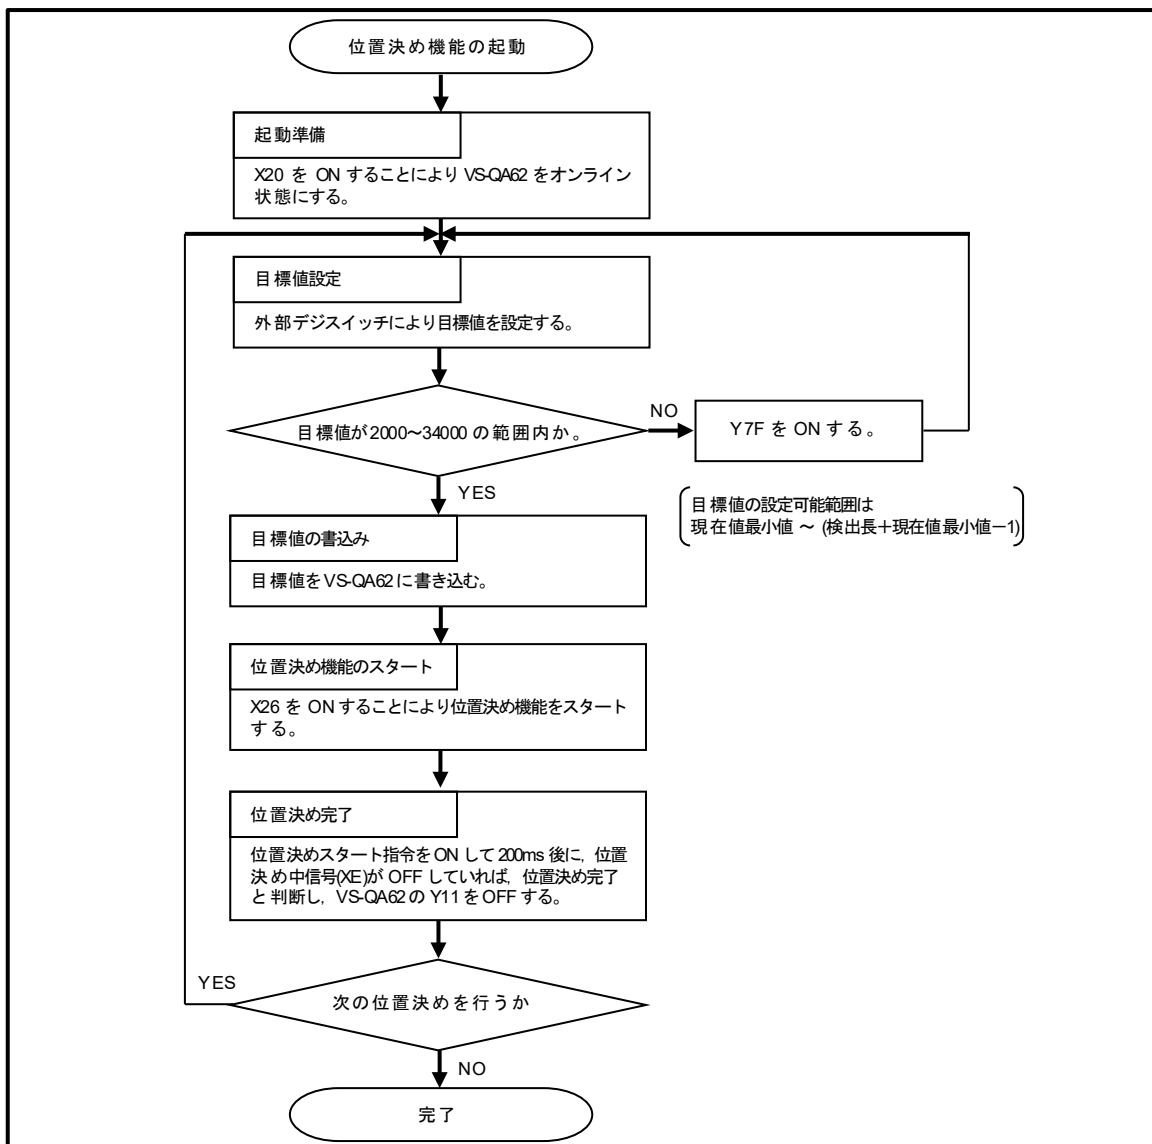 位置決め機能の起動
起動準備
X20 を ON することにより VS-QA62 をオンライン
状態にする。
目標値設定
外部デジスイッチにより目標値を設定する。
目標値が2000～34000 の範囲内か。
NO
Y7F を ON する。
YES
目標値の設定可能範囲は
現在値最小値 ～ (検出長＋現在値最小値－1)
目標値の書込み
目標値をVS-QA62 に書き込む。
位置決め機能のスタート
X26 を ON することにより位置決め機能をスタート
する。
位置決め完了
位置決めスタート指令をON して 200ms 後に，位置
決め中信号(XE)が OFF していれば，位置決め完了
と判断し，VS-QA62 の Y11 を OFF する。
YES
次の位置決めを行うか
NO
完了